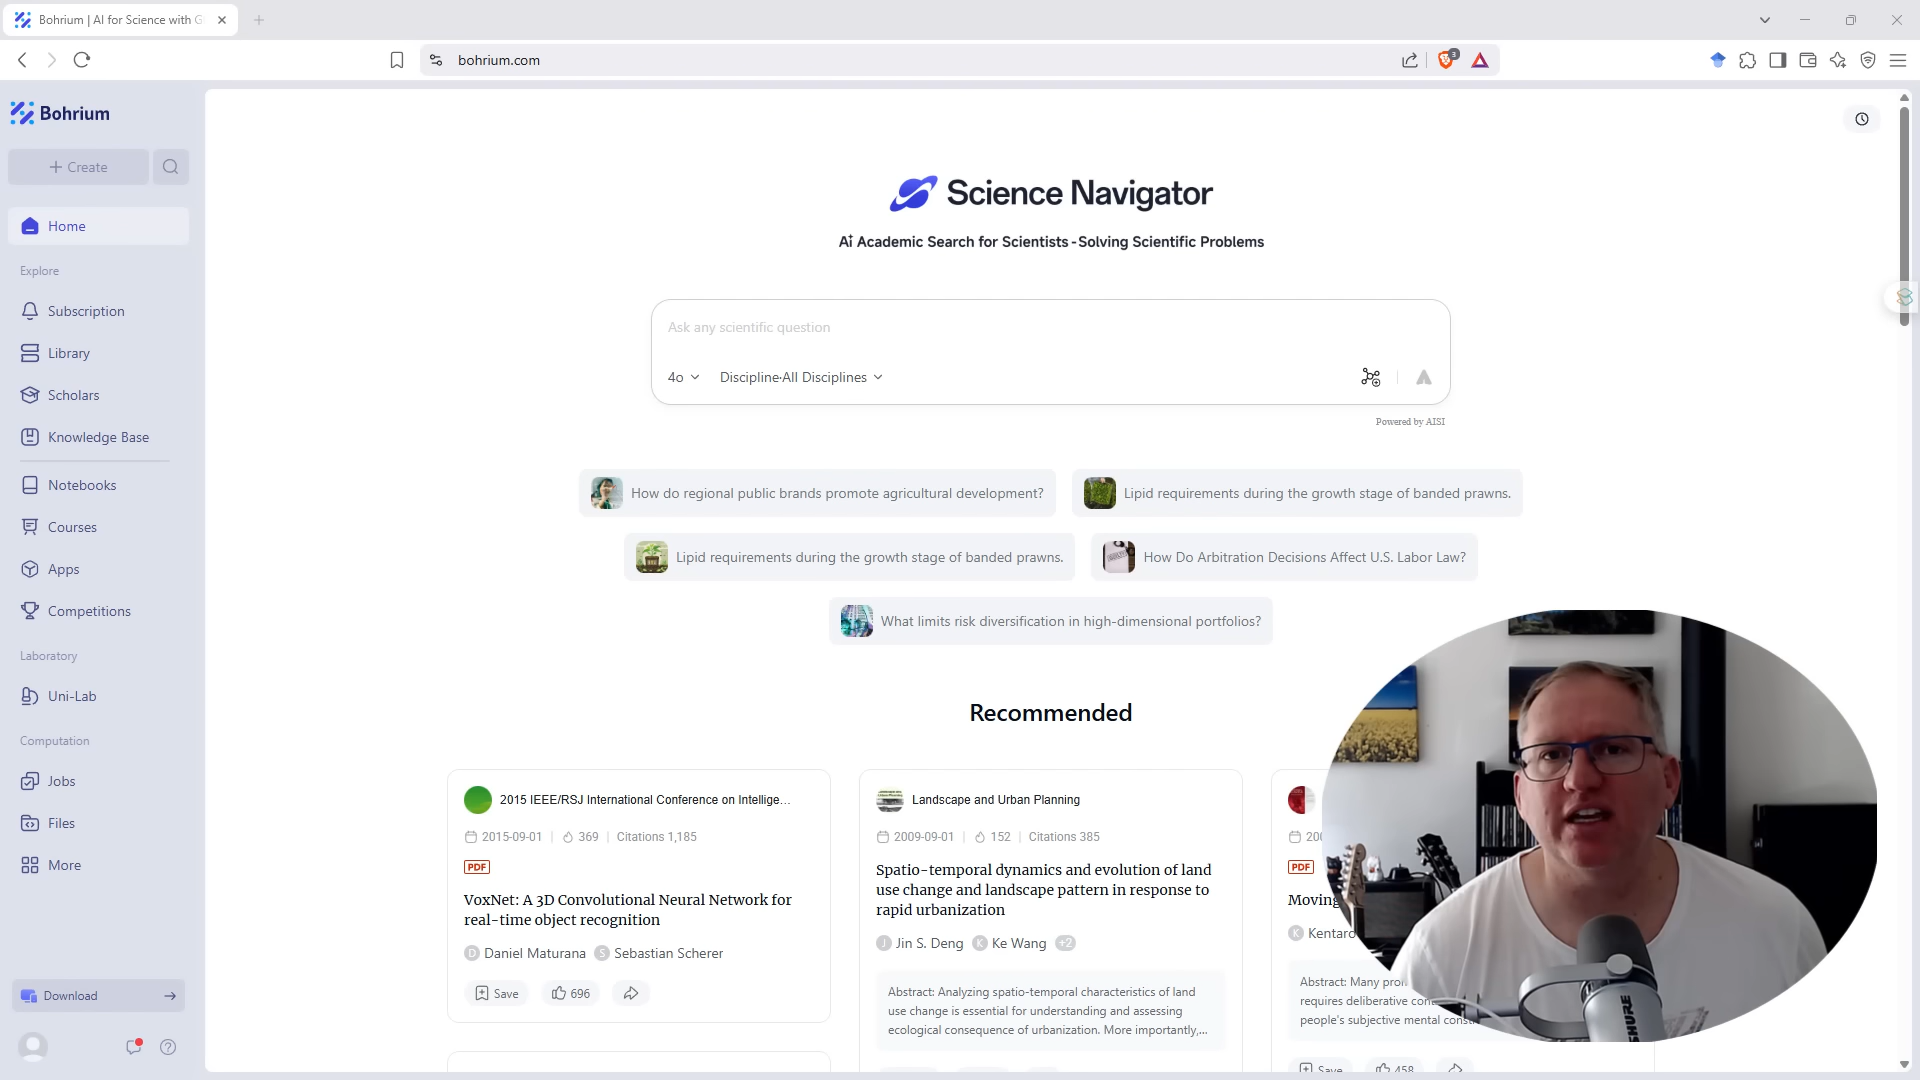 Bohrium | AI for Science with G
bohrium.com
3
Bohrium
Create
Home
Explore
Subscription
Library
Scholars
Knowledge Base
Notebooks
Courses
Apps
Competitions
Laboratory
Uni-Lab
Computation
Jobs
Files
More
Download
Science Navigator
AI Academic Search for Scientists - Solving Scientific Problems
Ask any scientific question
4o Discipline·All Disciplines
Powered by AISI
How do regional public brands promote agricultural development?
Lipid requirements during the growth stage of banded prawns.
Lipid requirements during the growth stage of banded prawns.
How Do Arbitration Decisions Affect U.S. Labor Law?
What limits risk diversification in high-dimensional portfolios?
Recommended
2015 IEEE/RSJ International Conference on Intellige...
2015-09-01 369 Citations 1,185
PDF
VoxNet: A 3D Convolutional Neural Network for
real-time object recognition
D Daniel Maturana S Sebastian Scherer
Save 696
Landscape and Urban Planning
2009-09-01 152 Citations 385
Spatio-temporal dynamics and evolution of land
use change and landscape pattern in response to
rapid urbanization
J Jin S. Deng K Ke Wang +2
Abstract: Analyzing spatio-temporal characteristics of land
use change is essential for understanding and assessing
ecological consequence of urbanization. More importantly,...
200
PDF
Moving
K Kentaro
Abstract: Many pron
requires deliberative con
people's subjective mental const
Save 458
SHURE